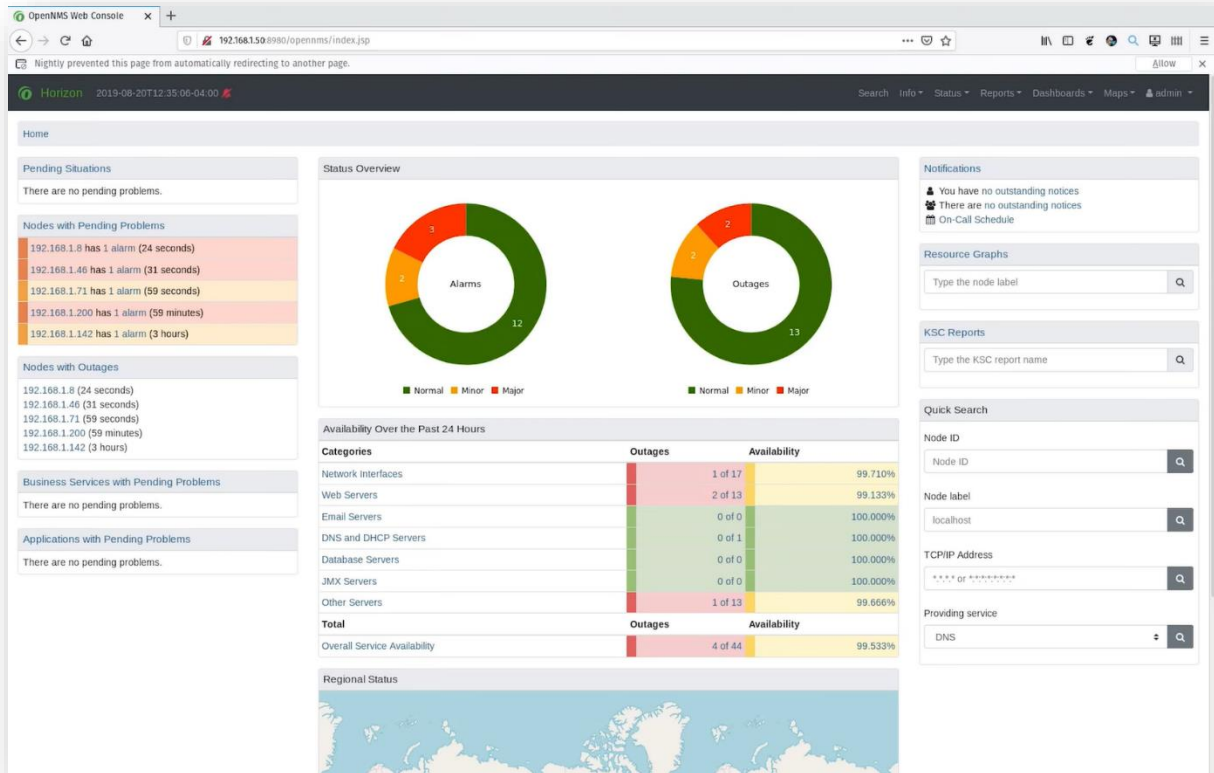 OpenNMS Web Console
192.168.1.50:8980/opennms/index.jsp
Nightly prevented this page from automatically redirecting to another page.
Allow
Horizon 2019-08-20T12:35:06-04:00
Search Info Status Reports Dashboards Maps admin
Home
Pending Situations
There are no pending problems.
Nodes with Pending Problems
192.168.1.8 has 1 alarm (24 seconds)
192.168.1.46 has 1 alarm (31 seconds)
192.168.1.71 has 1 alarm (59 seconds)
192.168.1.200 has 1 alarm (59 minutes)
192.168.1.142 has 1 alarm (3 hours)
Nodes with Outages
192.168.1.8 (24 seconds)
192.168.1.46 (31 seconds)
192.168.1.71 (59 seconds)
192.168.1.200 (59 minutes)
192.168.1.142 (3 hours)
Business Services with Pending Problems
There are no pending problems.
Applications with Pending Problems
There are no pending problems.
Status Overview
3
2
Alarms
12
Normal Minor Major
2
2
Outages
13
Normal Minor Major
Availability Over the Past 24 Hours
Categories Outages Availability
Network Interfaces 1 of 17 99.710%
Web Servers 2 of 13 99.133%
Email Servers 0 of 0 100.000%
DNS and DHCP Servers 0 of 1 100.000%
Database Servers 0 of 0 100.000%
JMX Servers 0 of 0 100.000%
Other Servers 1 of 13 99.666%
Total Outages Availability
Overall Service Availability 4 of 44 99.533%
Regional Status
Notifications
You have no outstanding notices
There are no outstanding notices
On-Call Schedule
Resource Graphs
Type the node label
KSC Reports
Type the KSC report name
Quick Search
Node ID
Node ID
Node label
localhost
TCP/IP Address
*.*.*.* or *:*:*:*:*:*:*:*
Providing service
DNS